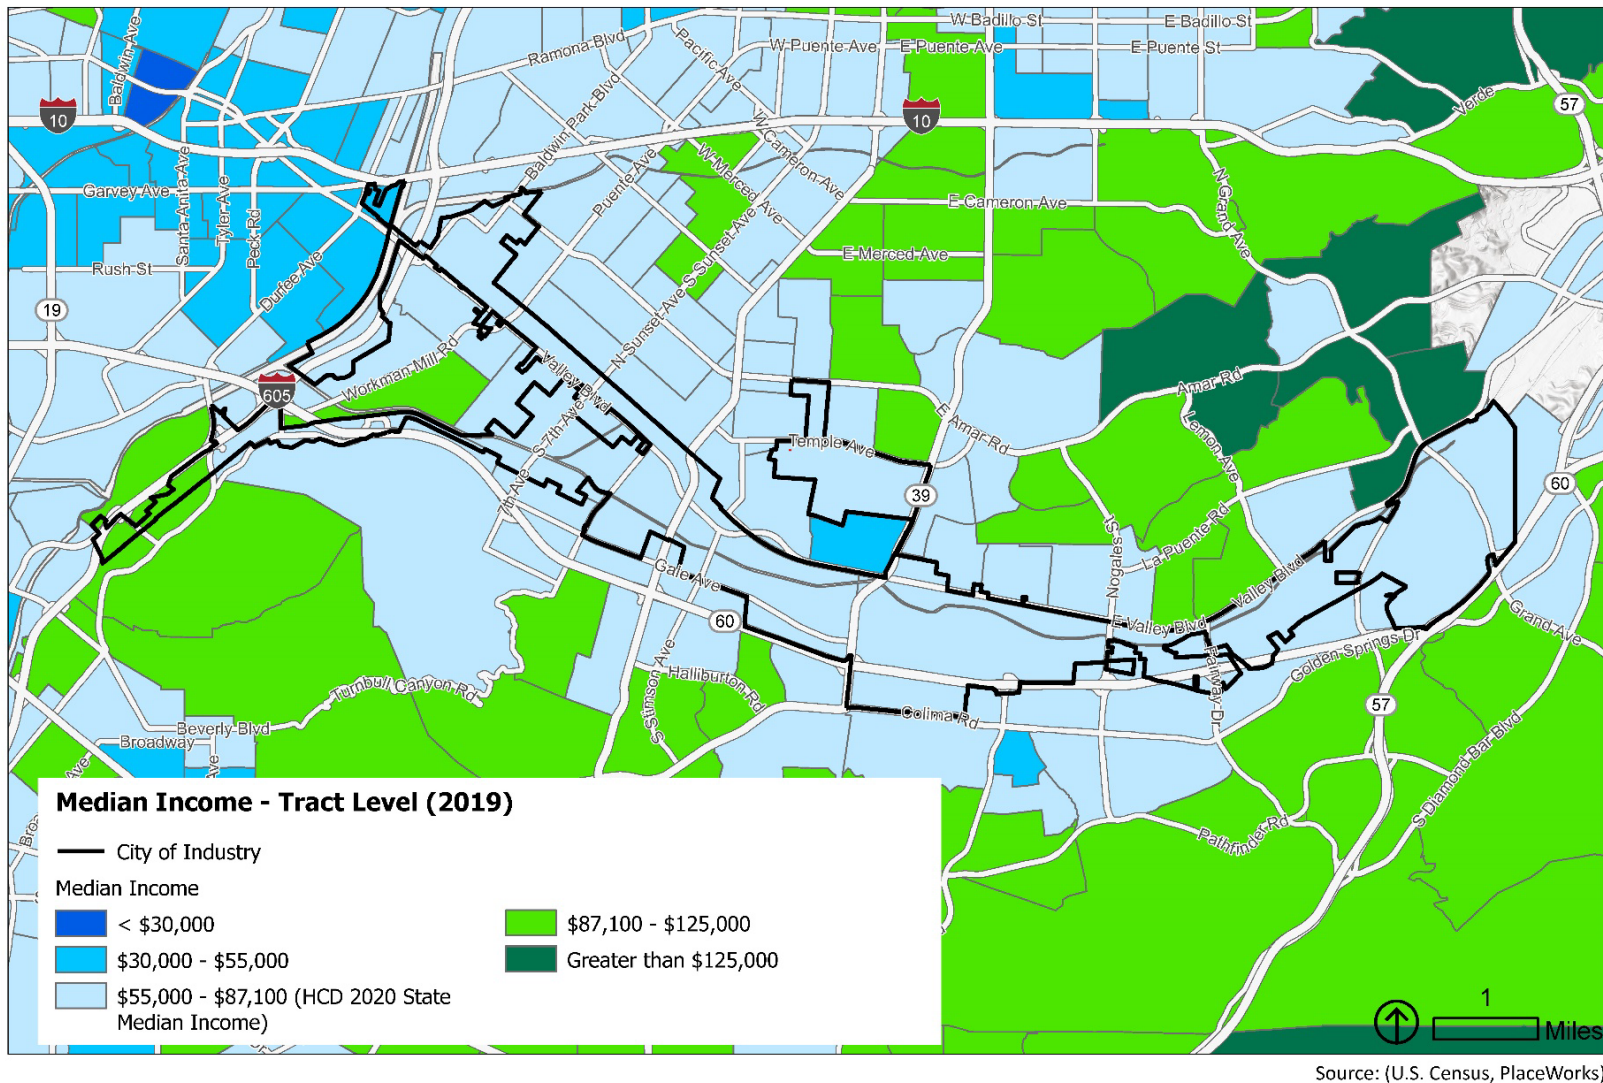 W Badillo St
E Badillo St
Baldwin Ave
Ramona Blvd
Pacific Ave
W Puente Ave
E Puente Ave
E Puente St
10
10
Verde
57
Baldwin Park Blvd
W Cameron Ave
Santa Anita Ave
Puente Ave
W Merced Ave
Garvey Ave
Tyler Ave
Peck Rd
E Cameron Ave
N Grand Ave
S Sunset Ave
E Merced Ave
Rush St
Durfee Ave
19
N Sunset Ave
Workman Mill Rd
Valley Blvd
605
Amar Rd
E Amar Rd
Lemon Ave
S 7th Ave
Temple Ave
7th Ave
39
60
La Puente Rd
Nogales St
Gale Ave
Valley Blvd
E Valley Blvd
60
Grand Ave
Fairway Dr
Golden Springs Dr
Halliburton Rd
Turnbull Canyon Rd
S Stimson Ave
57
Colima Rd
Beverly Blvd
Broadway
Ave
Ave
S Diamond Bar Blvd
Pathfinder Rd
Median Income - Tract Level (2019)
City of Industry
Median Income
< $30,000
$30,000 - $55,000
$55,000 - $87,100 (HCD 2020 State
Median Income)
$87,100 - $125,000
Greater than $125,000
1
Miles
Source: (U.S. Census, PlaceWorks)